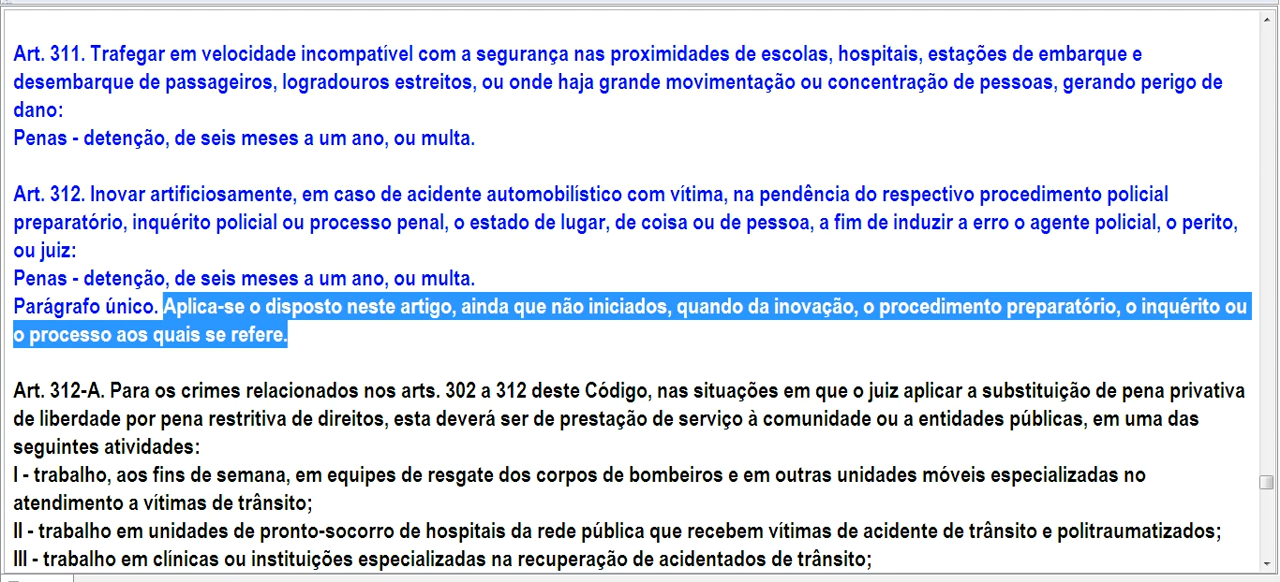 Art. 311. Trafegar em velocidade incompatível com a segurança nas proximidades de escolas, hospitais, estações de embarque e
desembarque de passageiros, logradouros estreitos, ou onde haja grande movimentação ou concentração de pessoas, gerando perigo de
dano:
Penas - detenção, de seis meses a um ano, ou multa.
Art. 312. Inovar artificiosamente, em caso de acidente automobilístico com vítima, na pendência do respectivo procedimento policial
preparatório, inquérito policial ou processo penal, o estado de lugar, de coisa ou de pessoa, a fim de induzir a erro o agente policial, o perito,
ou juiz:
Penas - detenção, de seis meses a um ano, ou multa.
Parágrafo único. Aplica-se o disposto neste artigo, ainda que não iniciados, quando da inovação, o procedimento preparatório, o inquérito ou
o processo aos quais se refere.
Art. 312-A. Para os crimes relacionados nos arts. 302 a 312 deste Código, nas situações em que o juiz aplicar a substituição de pena privativa
de liberdade por pena restritiva de direitos, esta deverá ser de prestação de serviço à comunidade ou a entidades públicas, em uma das
seguintes atividades:
I - trabalho, aos fins de semana, em equipes de resgate dos corpos de bombeiros e em outras unidades móveis especializadas no
atendimento a vítimas de trânsito;
II - trabalho em unidades de pronto-socorro de hospitais da rede pública que recebem vítimas de acidente de trânsito e politraumatizados;
III - trabalho em clínicas ou instituições especializadas na recuperação de acidentados de trânsito;